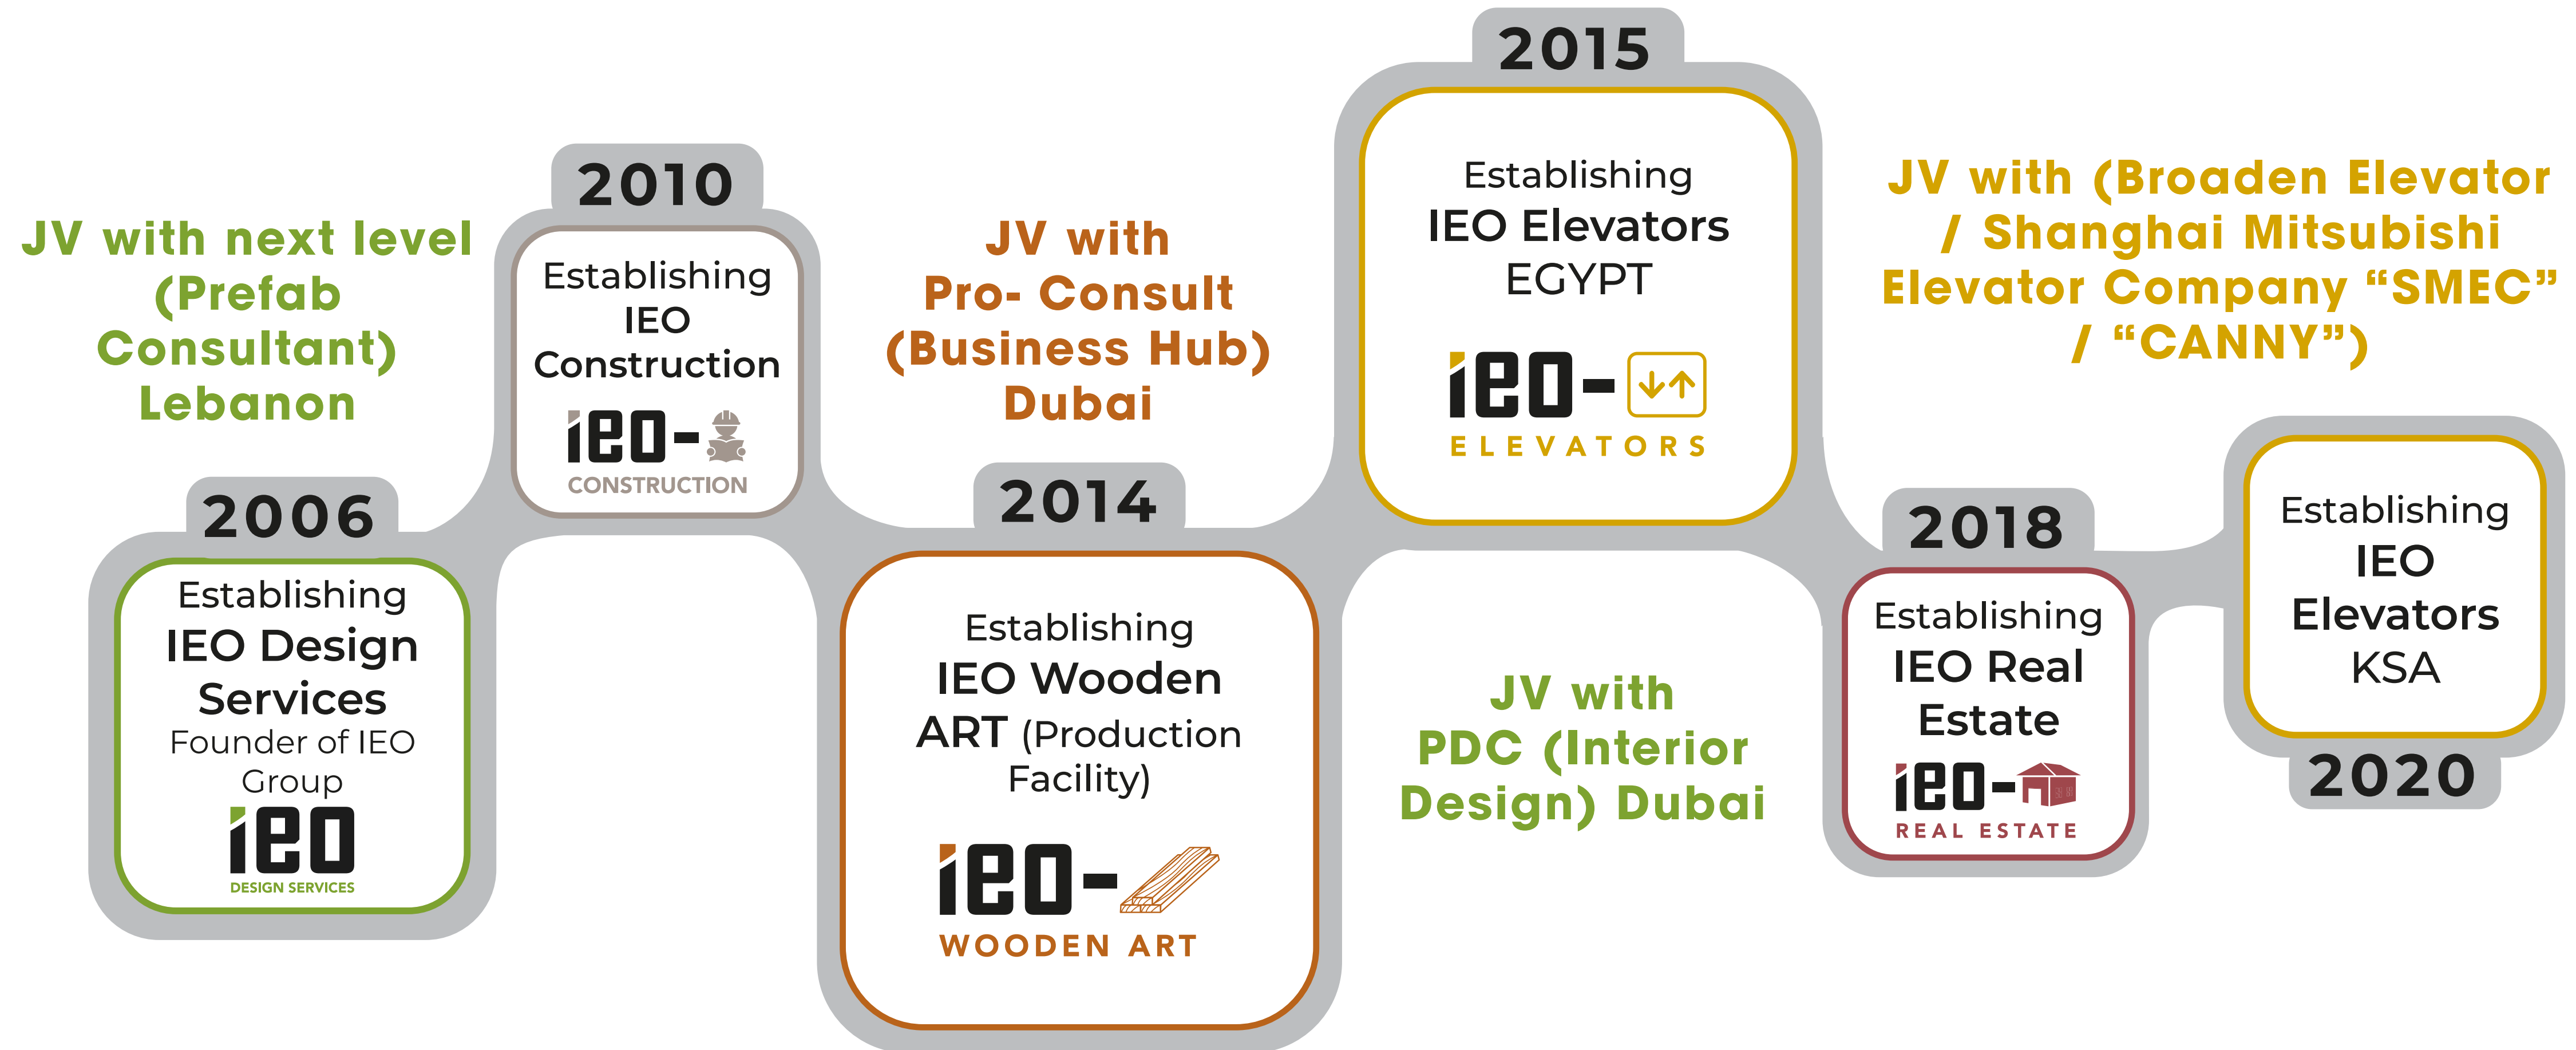 JV with next level
(Prefab
Consultant)
Lebanon
2006
Establishing
IEO Design
Services
Founder of IEO
Group
ieo
DESIGN SERVICES
2010
Establishing
IEO
Construction
ieo-
CONSTRUCTION
JV with
Pro- Consult
(Business Hub)
Dubai
2014
Establishing
IEO Wooden
ART (Production
Facility)
ieo-
WOODEN ART
2015
Establishing
IEO Elevators
EGYPT
ieo-
ELEVATORS
JV with
PDC (Interior
Design) Dubai
2018
Establishing
IEO Real
Estate
ieo-
REAL ESTATE
JV with (Broaden Elevator
/ Shanghai Mitsubishi
Elevator Company “SMEC”
/ “CANNY”)
Establishing
IEO
Elevators
KSA
2020